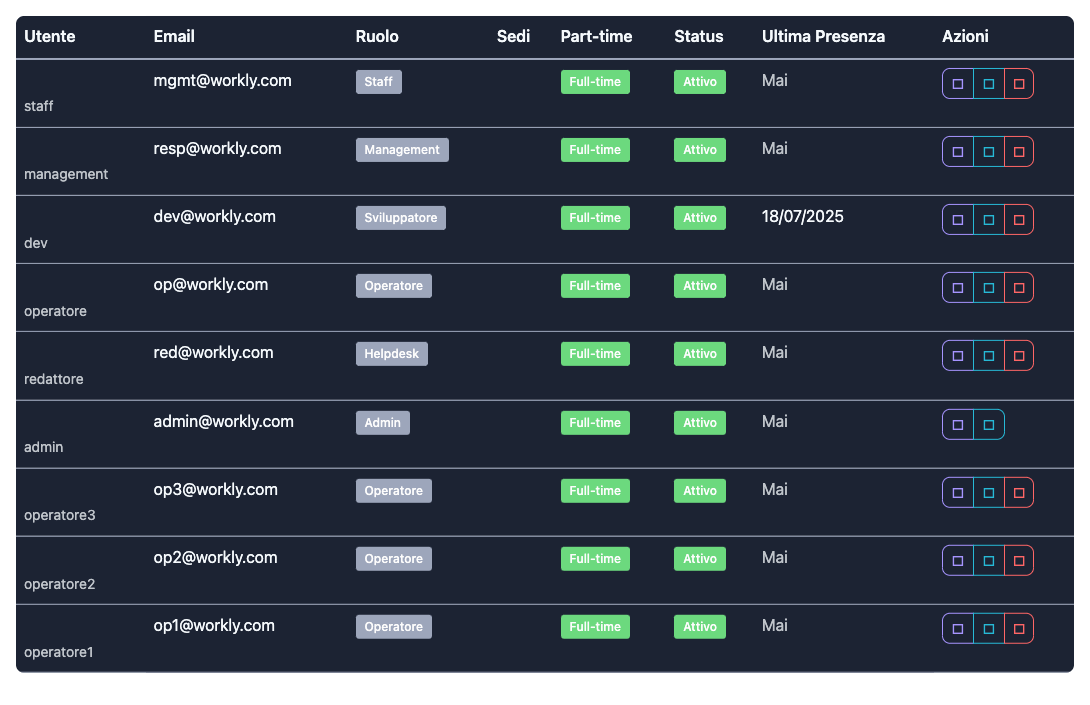 Utente Email Ruolo Sedi Part-time Status Ultima Presenza Azioni
mgmt@workly.com Staff Full-time Attivo Mai
staff
resp@workly.com Management Full-time Attivo Mai
management
dev@workly.com Sviluppatore Full-time Attivo 18/07/2025
dev
op@workly.com Operatore Full-time Attivo Mai
operatore
red@workly.com Helpdesk Full-time Attivo Mai
redattore
admin@workly.com Admin Full-time Attivo Mai
admin
op3@workly.com Operatore Full-time Attivo Mai
operatore3
op2@workly.com Operatore Full-time Attivo Mai
operatore2
op1@workly.com Operatore Full-time Attivo Mai
operatore1